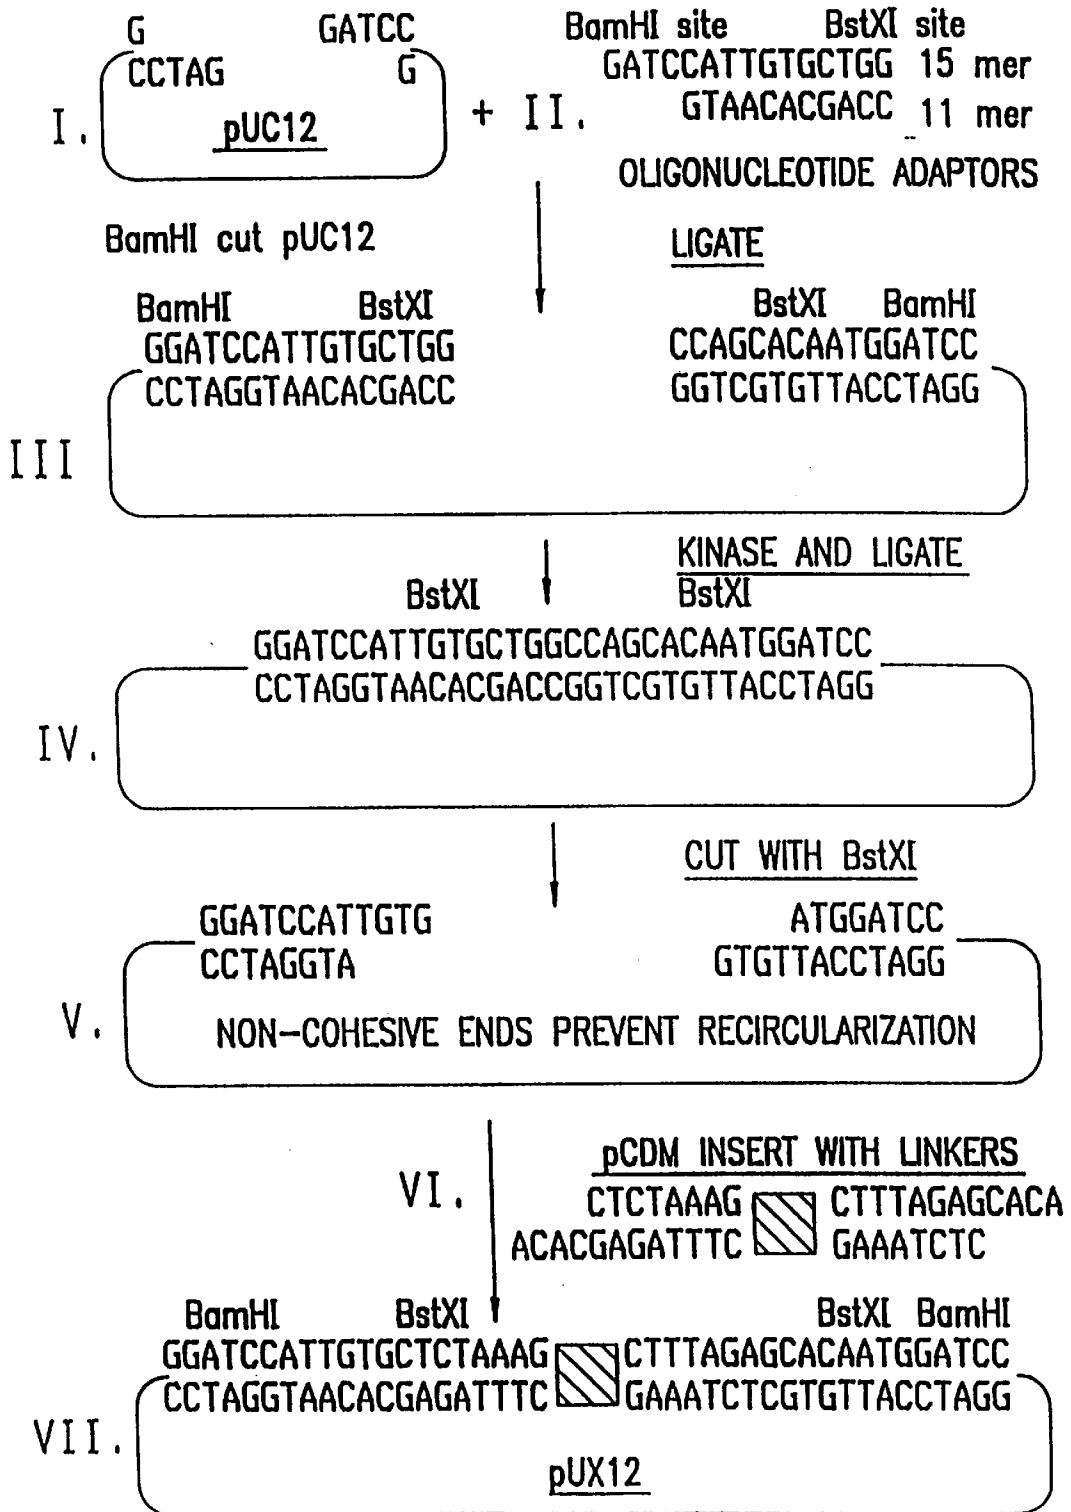 G GATCC
CCTAG G
I. pUC12
BamHI cut pUC12
+ II.
BamHI site BstXI site
GATCCATTGTGCTGG 15 mer
GTAACACGACC 11 mer
OLIGONUCLEOTIDE ADAPTORS
LIGATE
III
BamHI BstXI BstXI BamHI
GGATCCATTGTGCTGG CCAGCACAATGGATCC
CCTAGGTAACACGACC GGTCGTGTTACCTAGG
KINASE AND LIGATE
BstXI BstXI
GGATCCATTGTGCTGGCCAGCACAATGGATCC
CCTAGGTAACACGACCGGTCGTGTTACCTAGG
IV.
CUT WITH BstXI
GGATCCATTGTG ATGGATCC
CCTAGGTA GTGTTACCTAGG
V. NON-COHESIVE ENDS PREVENT RECIRCULARIZATION
VI. pCDM INSERT WITH LINKERS
CTCTAAAG CTTTAGAGCACA
ACACGAGATTTC GAAATCTC
BamHI BstXI BstXI BamHI
GGATCCATTGTGCTCTAAAG CTTTAGAGCACAATGGATCC
CCTAGGTAACACGAGATTTC GAAATCTCGTGTTACCTAGG
VII.
pUX12